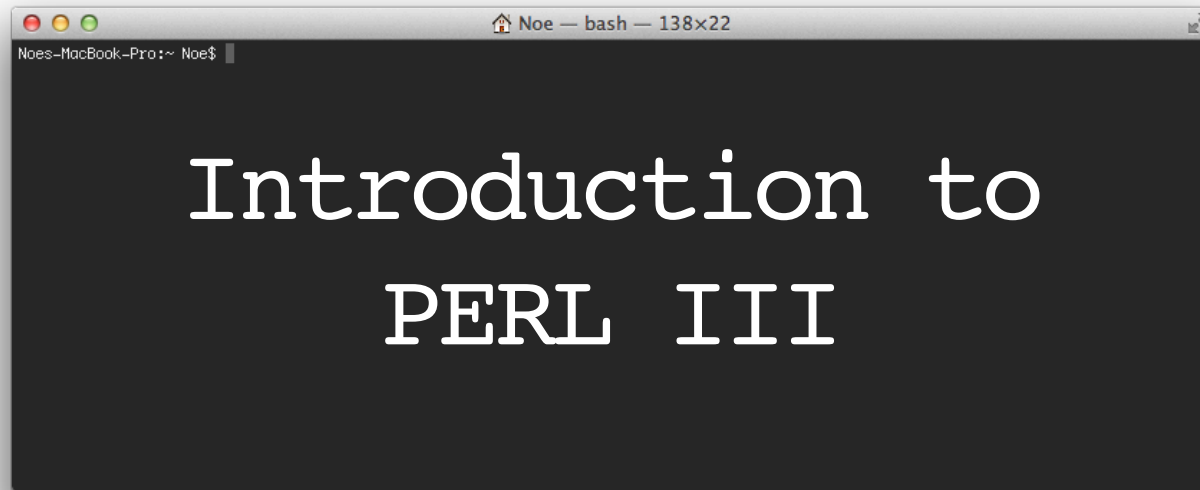 Noe — bash — 138×22
Noes-MacBook-Pro:~ Noe$
Introduction to
PERL III